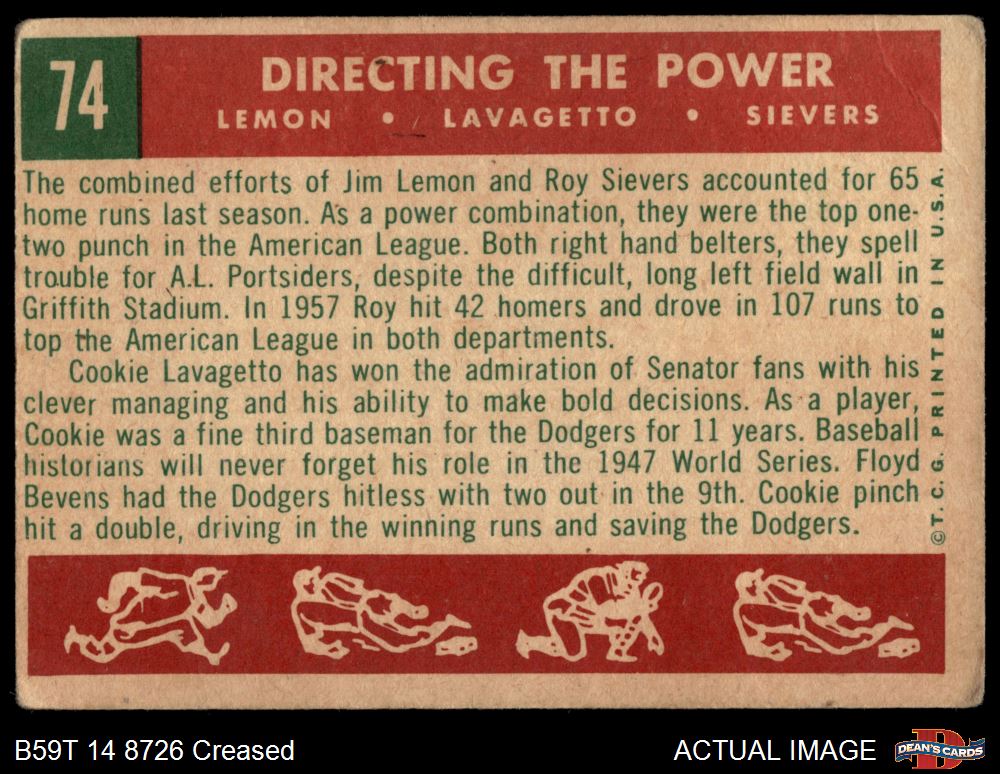 74
DIRECTING THE POWER
LEMON • LAVAGETTO • SIEVERS
The combined efforts of Jim Lemon and Roy Sievers accounted for 65
home runs last season. As a power combination, they were the top one-
two punch in the American League. Both right hand belters, they spell
trouble for A.L. Portsiders, despite the difficult, long left field wall in
Griffith Stadium. In 1957 Roy hit 42 homers and drove in 107 runs to
top the American League in both departments.
Cookie Lavagetto has won the admiration of Senator fans with his
clever managing and his ability to make bold decisions. As a player,
Cookie was a fine third baseman for the Dodgers for 11 years. Baseball
historians will never forget his role in the 1947 World Series. Floyd
Bevens had the Dodgers hitless with two out in the 9th. Cookie pinch
hit a double, driving in the winning runs and saving the Dodgers.
©T. C. G. PRINTED IN U.S.A.
B59T 14 8726 Creased
ACTUAL IMAGE
D
DEAN'S CARDS